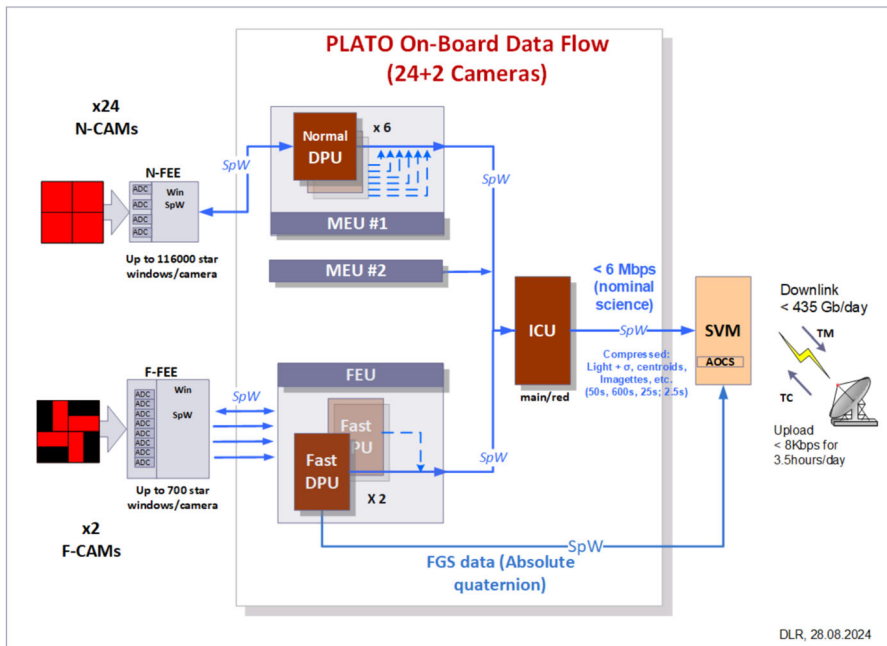 PLATO On-Board Data Flow
(24+2 Cameras)
x24
N-CAMs
N-FEE
ADC
ADC
ADC
ADC
Win
SpW
Up to 116000 star
windows/camera
SpW
Normal
DPU
x 6
MEU #1
SpW
MEU #2
ICU
main/red
< 6 Mbps
(nominal
science)
SpW
Compressed:
Light + σ, centroids,
Imagettes, etc.
(50s, 600s, 25s; 2.5s)
SVM
AOCS
Downlink
< 435 Gb/day
TM
TC
Upload
< 8Kbps for
3.5hours/day
F-FEE
ADC
ADC
ADC
ADC
ADC
ADC
ADC
ADC
Win
SpW
Up to 700 star
windows/camera
x2
F-CAMs
SpW
FEU
Fast
DPU
Fast
DPU
X 2
SpW
SpW
FGS data (Absolute
quaternion)
DLR, 28.08.2024